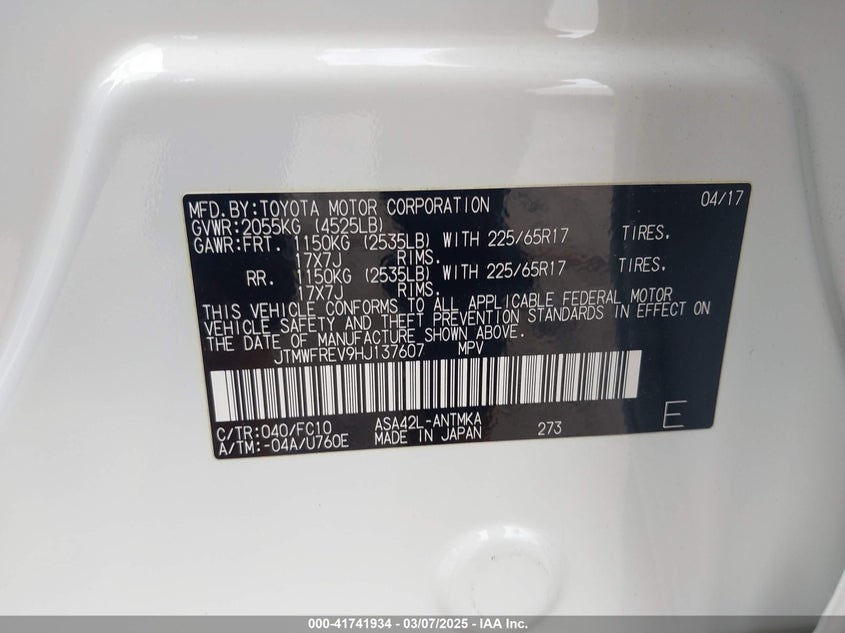 MFD.BY:TOYOTA MOTOR CORPORATION 04/17
GVWR:2055KG (4525LB)
GAWR:FRT. 1150KG (2535LB) WITH 225/65R17 TIRES.
17X7J RIMS.
RR. 1150KG (2535LB) WITH 225/65R17 TIRES.
17X7J RIMS.
THIS VEHICLE CONFORMS TO ALL APPLICABLE FEDERAL MOTOR
VEHICLE SAFETY AND THEFT PREVENTION STANDARDS IN EFFECT ON
THE DATE OF MANUFACTURE SHOWN ABOVE.
JTMWFREV9HJ137607 MPV
C/TR:040/FC10 ASA42L-ANTMKA 273 E
A/TM:-04A/U760E MADE IN JAPAN
000-41741934 - 03/07/2025 - IAA Inc.